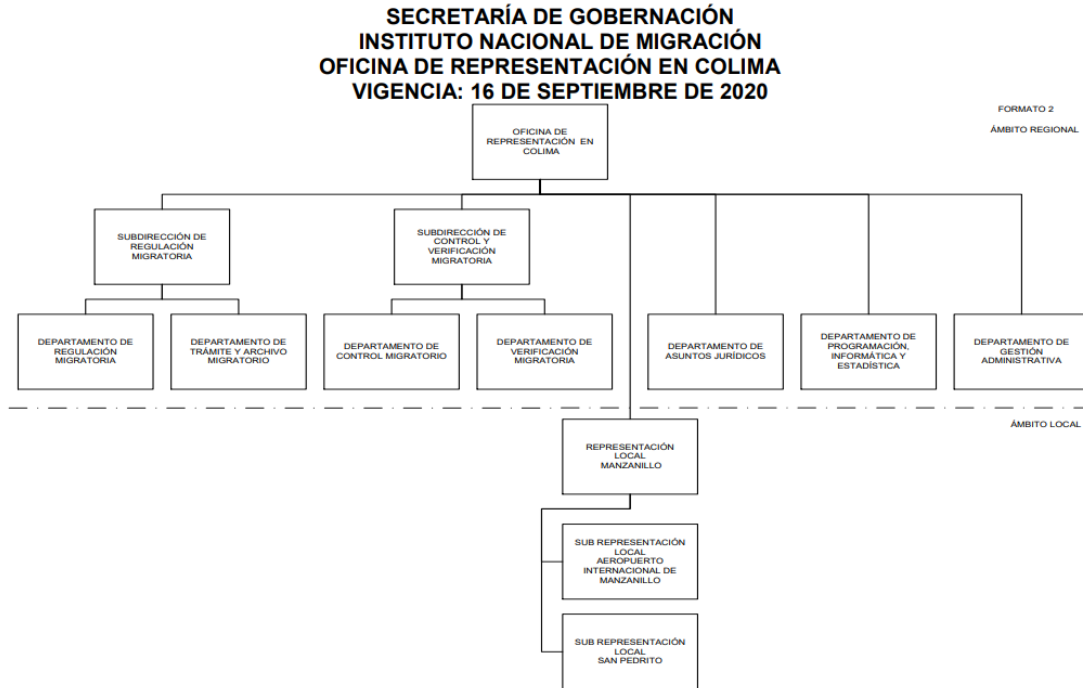 SECRETARÍA DE GOBERNACIÓN
INSTITUTO NACIONAL DE MIGRACIÓN
OFICINA DE REPRESENTACIÓN EN COLIMA
VIGENCIA: 16 DE SEPTIEMBRE DE 2020
FORMATO 2
ÁMBITO REGIONAL
OFICINA DE
REPRESENTACIÓN EN
COLIMA
SUBDIRECCIÓN DE
REGULACIÓN
MIGRATORIA
SUBDIRECCIÓN DE
CONTROL Y
VERIFICACIÓN
MIGRATORIA
DEPARTAMENTO DE
REGULACIÓN
MIGRATORIA
DEPARTAMENTO DE
TRÁMITE Y ARCHIVO
MIGRATORIO
DEPARTAMENTO DE
CONTROL MIGRATORIO
DEPARTAMENTO DE
VERIFICACIÓN
MIGRATORIA
DEPARTAMENTO DE
ASUNTOS JURÍDICOS
DEPARTAMENTO DE
PROGRAMACIÓN,
INFORMÁTICA Y
ESTADÍSTICA
DEPARTAMENTO DE
GESTIÓN
ADMINISTRATIVA
ÁMBITO LOCAL
REPRESENTACIÓN
LOCAL
MANZANILLO
SUB REPRESENTACIÓN
LOCAL
AEROPUERTO
INTERNACIONAL DE
MANZANILLO
SUB REPRESENTACIÓN
LOCAL
SAN PEDRITO